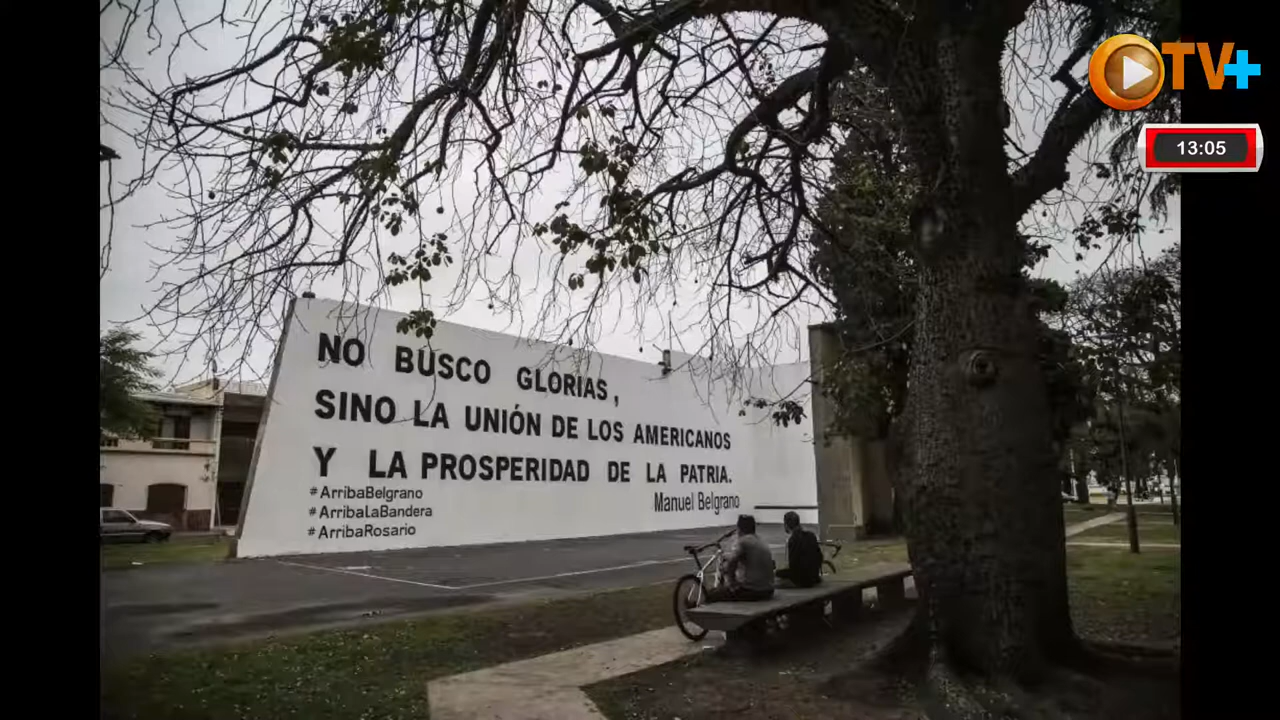 NO BUSCO GLORIAS,
SINO LA UNIÓN DE LOS AMERICANOS
Y LA PROSPERIDAD DE LA PATRIA.
Manuel Belgrano
#ArribaBelgrano
#ArribaLaBandera
#ArribaRosario
TV+
13:05